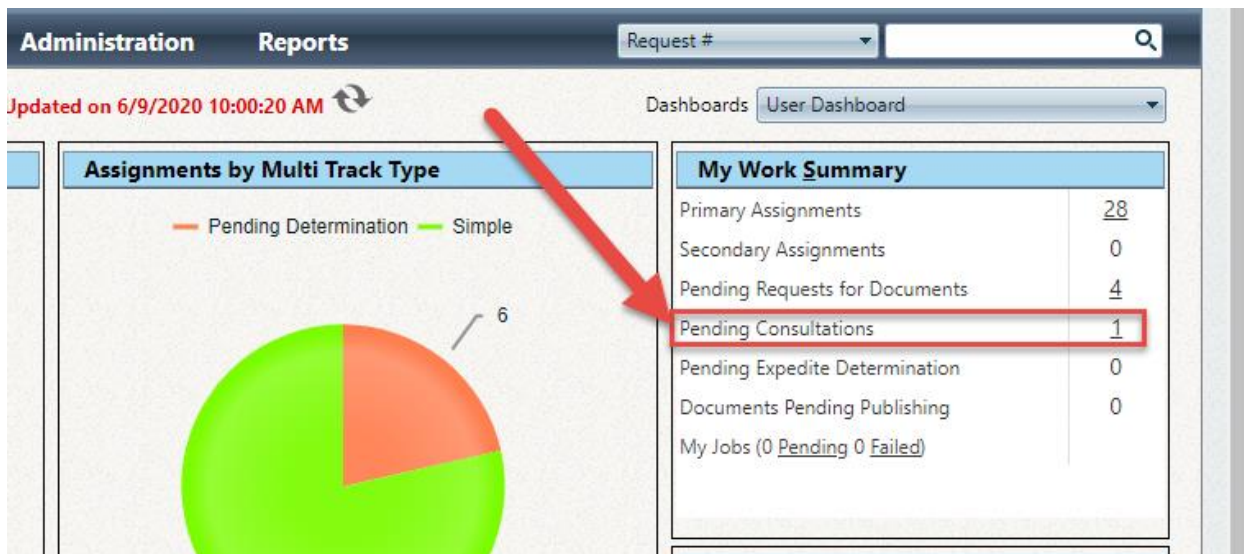 Administration Reports Request #
Updated on 6/9/2020 10:00:20 AM Dashboards User Dashboard
Assignments by Multi Track Type
Pending Determination Simple
6
My Work Summary
Primary Assignments 28
Secondary Assignments 0
Pending Requests for Documents 4
Pending Consultations 1
Pending Expedite Determination 0
Documents Pending Publishing 0
My Jobs (0 Pending 0 Failed)